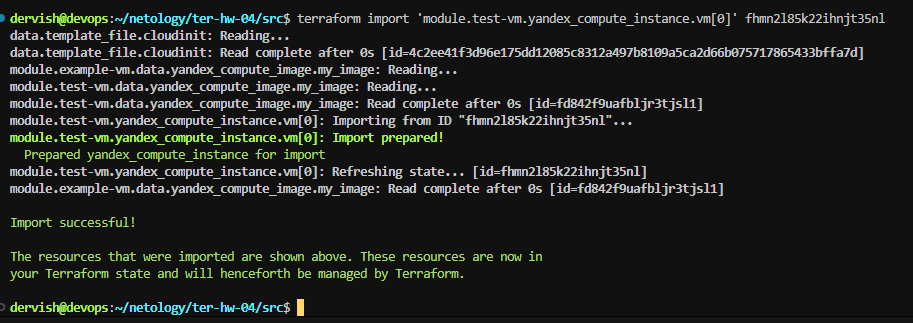 dervish@devops:~/netology/ter-hw-04/src$ terraform import 'module.test-vm.yandex_compute_instance.vm[0]' fhmn2l85k22ihnjt35nl
data.template_file.cloudinit: Reading...
data.template_file.cloudinit: Read complete after 0s [id=4c2ee41f3d96e175dd12085c8312a497b8109a5ca2d66b075717865433bffa7d]
module.example-vm.data.yandex_compute_image.my_image: Reading...
module.test-vm.data.yandex_compute_image.my_image: Reading...
module.test-vm.data.yandex_compute_image.my_image: Read complete after 0s [id=fd842f9uafbljr3tjsl1]
module.test-vm.yandex_compute_instance.vm[0]: Importing from ID "fhmn2l85k22ihnjt35nl"...
module.test-vm.yandex_compute_instance.vm[0]: Import prepared!
  Prepared yandex_compute_instance for import
module.test-vm.yandex_compute_instance.vm[0]: Refreshing state... [id=fhmn2l85k22ihnjt35nl]
module.example-vm.data.yandex_compute_image.my_image: Read complete after 0s [id=fd842f9uafbljr3tjsl1]
Import successful!
The resources that were imported are shown above. These resources are now in
your Terraform state and will henceforth be managed by Terraform.
dervish@devops:~/netology/ter-hw-04/src$